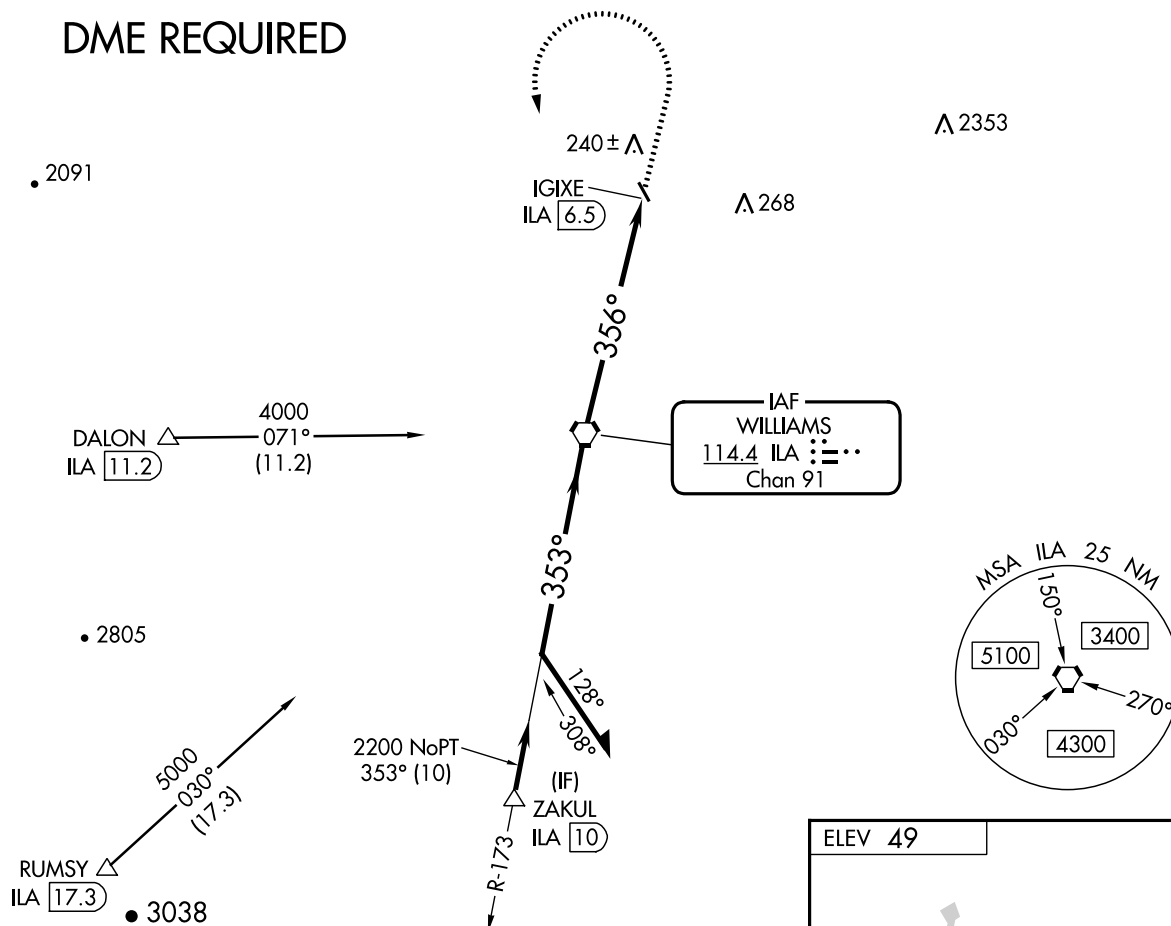 DME REQUIRED
240 ±
2353
2091
IGIXE
ILA 6.5
268
356°
4000
071°
(11.2)
DALON
ILA 11.2
IAF
WILLIAMS
114.4 ILA
Chan 91
353°
MSA ILA 25 NM
150°
5100
3400
030°
270°
4300
2805
128°
308°
2200 NoPT
353° (10)
(IF)
ZAKUL
ILA 10
5000
030°
(17.3)
R-173
RUMSY
ILA 17.3
3038
ELEV 49